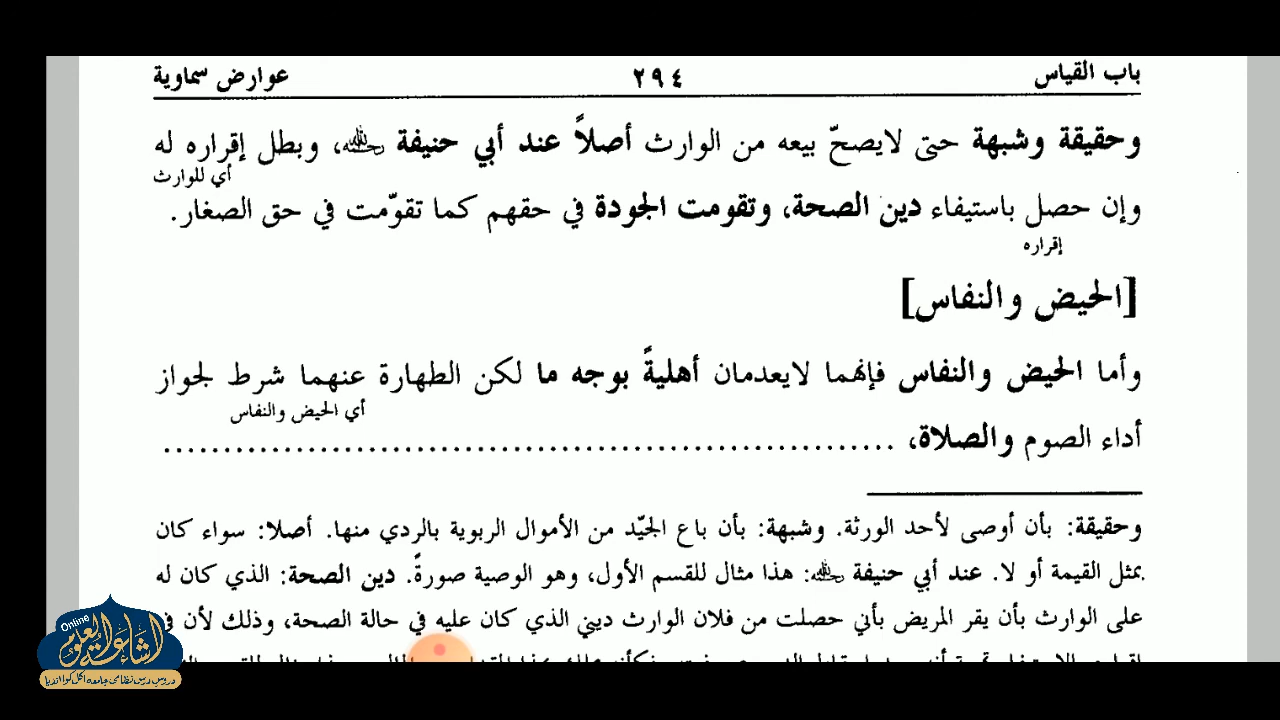 باب القياس ٢٩٤ عوارض سماوية
وحقيقة وشبهة حتى لايصحّ بيعه من الوارث أصلاً عند أبي حنيفة رحمه الله، وبطل إقراره له
أي للوارث
وإن حصل باستيفاء دين الصحة، وتقومت الجودة في حقهم كما تقوّمت في حق الصغار.
إقراره
[الحيض والنفاس]
وأما الحيض والنفاس فإنهما لايعدمان أهليةً بوجه ما لكن الطهارة عنهما شرط لجواز
أي الحيض والنفاس
أداء الصوم والصلاة، ..............................................................
وحقيقة: بأن أوصى لأحد الورثة. وشبهة: بأن باع الجيّد من الأموال الربوية بالردي منها. أصلا: سواء كان
بمثل القيمة أو لا. عند أبي حنيفة رحمه الله: هذا مثال للقسم الأول، وهو الوصية صورةً. دين الصحة: الذي كان له
على الوارث بأن يقر المريض بأني حصلت من فلان الوارث ديني الذي كان عليه في حالة الصحة، وذلك لأن في
Online
الشاعة العلوم